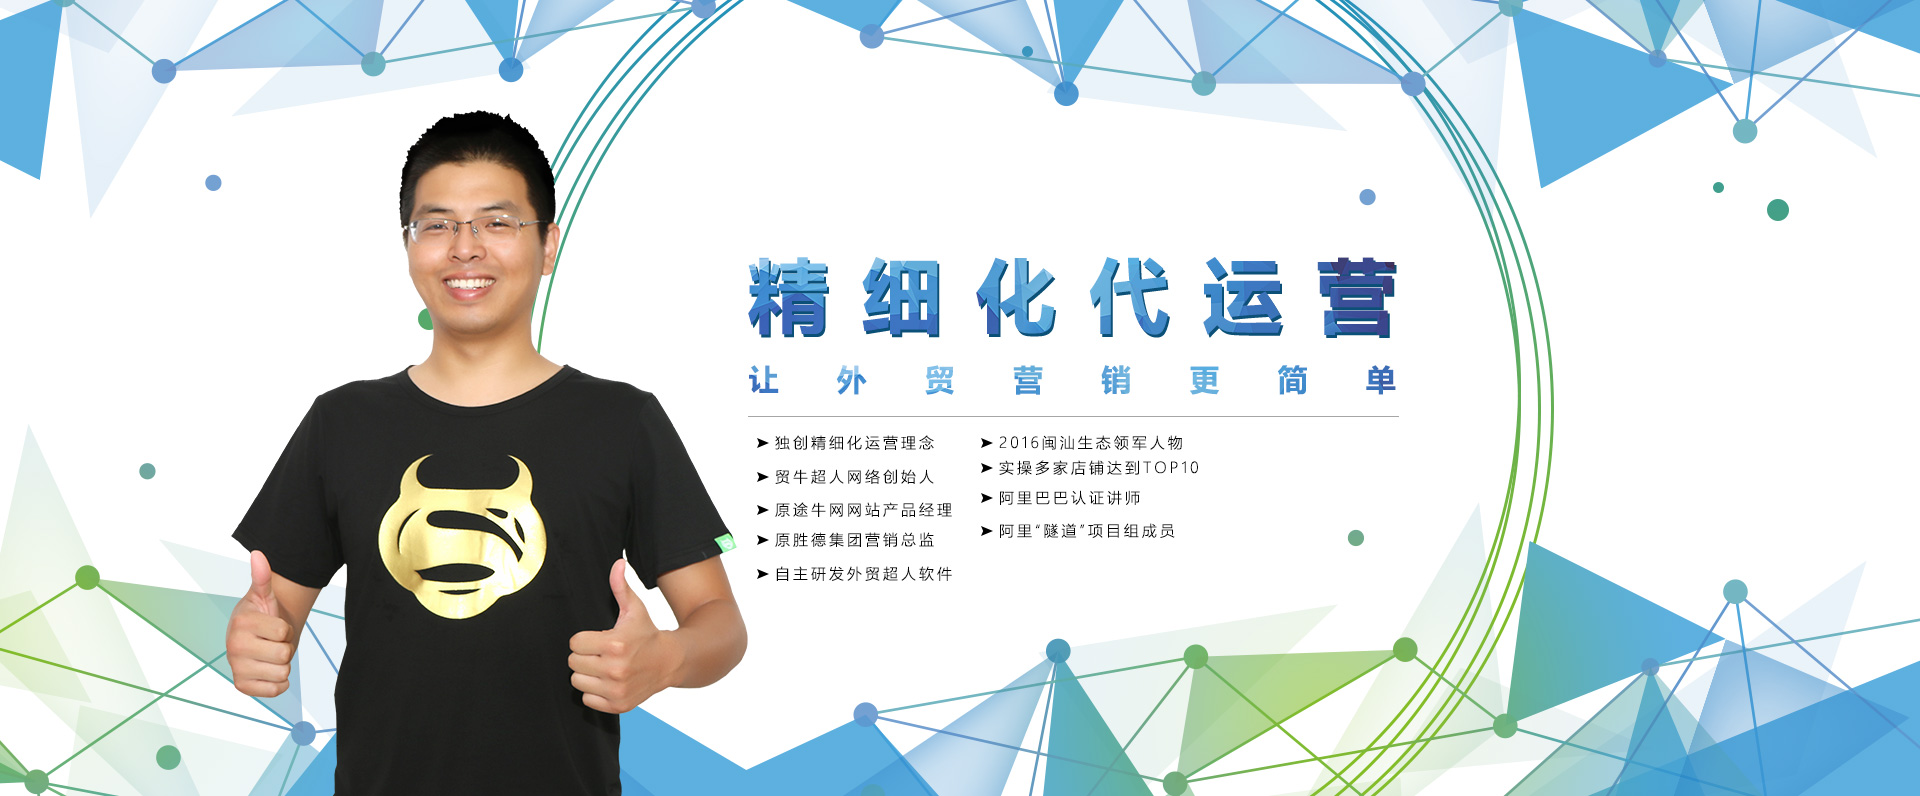 精细化代运营
让外贸营销更简单
➤独创精细化运营理念
➤贸牛超人网络创始人
➤原途牛网网站产品经理
➤原胜德集团营销总监
➤自主研发外贸超人软件
➤2016闽汕生态领军人物
➤实操多家店铺达到TOP10
➤阿里巴巴认证讲师
➤阿里“隧道”项目组成员